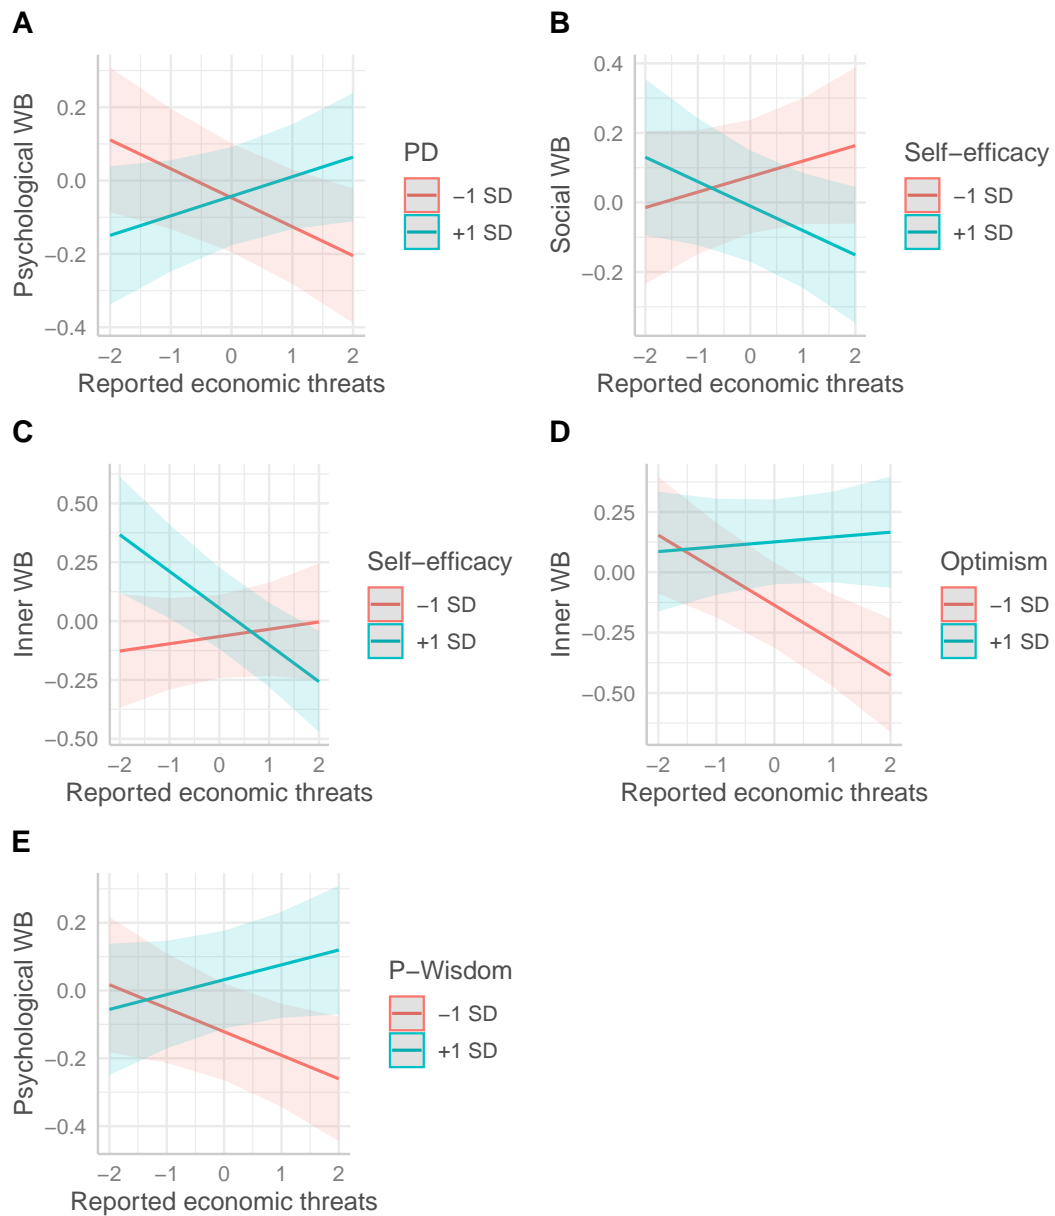 A
Psychological WB
0.2
0.0
−0.2
−0.4
−2 −1 0 1 2
Reported economic threats
PD
−1 SD
+1 SD
B
Social WB
0.4
0.2
0.0
−0.2
−2 −1 0 1 2
Reported economic threats
Self−efficacy
−1 SD
+1 SD
C
Inner WB
0.50
0.25
0.00
−0.25
−0.50
−2 −1 0 1 2
Reported economic threats
Self−efficacy
−1 SD
+1 SD
D
Inner WB
0.25
0.00
−0.25
−0.50
−2 −1 0 1 2
Reported economic threats
Optimism
−1 SD
+1 SD
E
Psychological WB
0.2
0.0
−0.2
−0.4
−2 −1 0 1 2
Reported economic threats
P−Wisdom
−1 SD
+1 SD